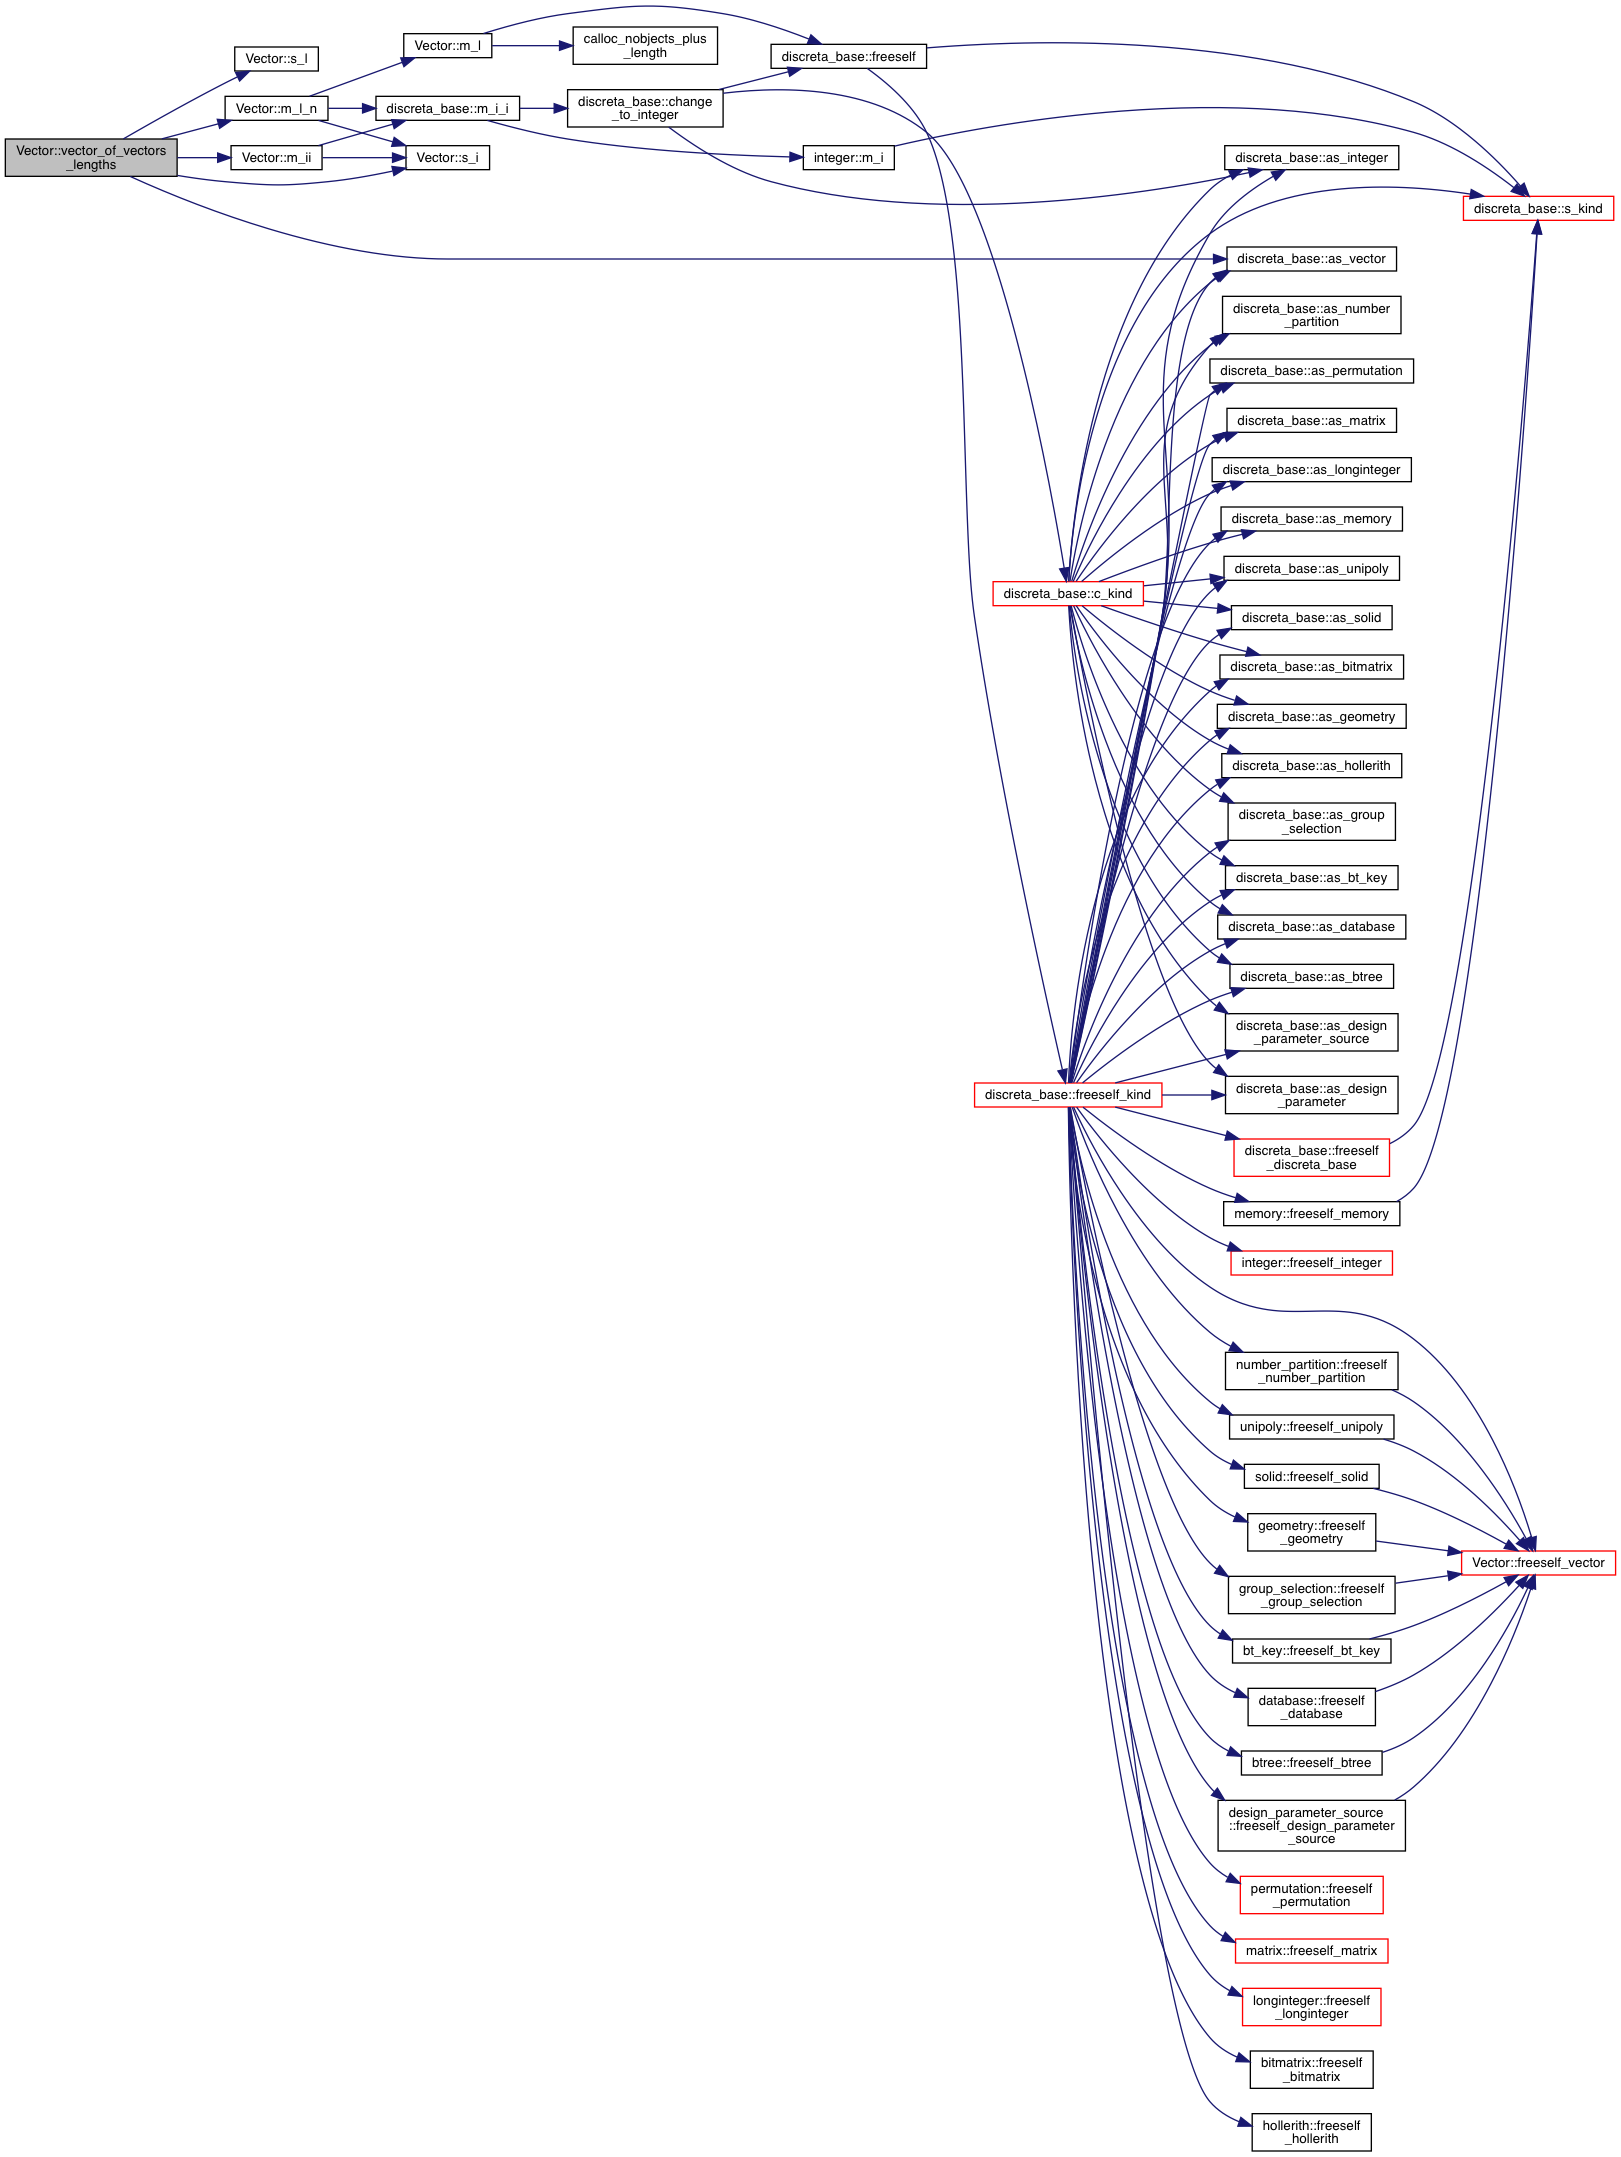 Vector::vector_of_vectors
_lengths
Vector::s_l
Vector::m_l_n
Vector::m_ii
Vector::m_l
discreta_base::m_i_i
Vector::s_i
calloc_nobjects_plus
_length
discreta_base::change
_to_integer
discreta_base::freeself
integer::m_i
discreta_base::c_kind
discreta_base::freeself_kind
discreta_base::as_integer
discreta_base::s_kind
discreta_base::as_vector
discreta_base::as_number
_partition
discreta_base::as_permutation
discreta_base::as_matrix
discreta_base::as_longinteger
discreta_base::as_memory
discreta_base::as_unipoly
discreta_base::as_solid
discreta_base::as_bitmatrix
discreta_base::as_geometry
discreta_base::as_hollerith
discreta_base::as_group
_selection
discreta_base::as_bt_key
discreta_base::as_database
discreta_base::as_btree
discreta_base::as_design
_parameter_source
discreta_base::as_design
_parameter
discreta_base::freeself
_discreta_base
memory::freeself_memory
integer::freeself_integer
number_partition::freeself
_number_partition
unipoly::freeself_unipoly
solid::freeself_solid
geometry::freeself
_geometry
Vector::freeself_vector
group_selection::freeself
_group_selection
bt_key::freeself_bt_key
database::freeself
_database
btree::freeself_btree
design_parameter_source
::freeself_design_parameter
_source
permutation::freeself
_permutation
matrix::freeself_matrix
longinteger::freeself
_longinteger
bitmatrix::freeself
_bitmatrix
hollerith::freeself
_hollerith